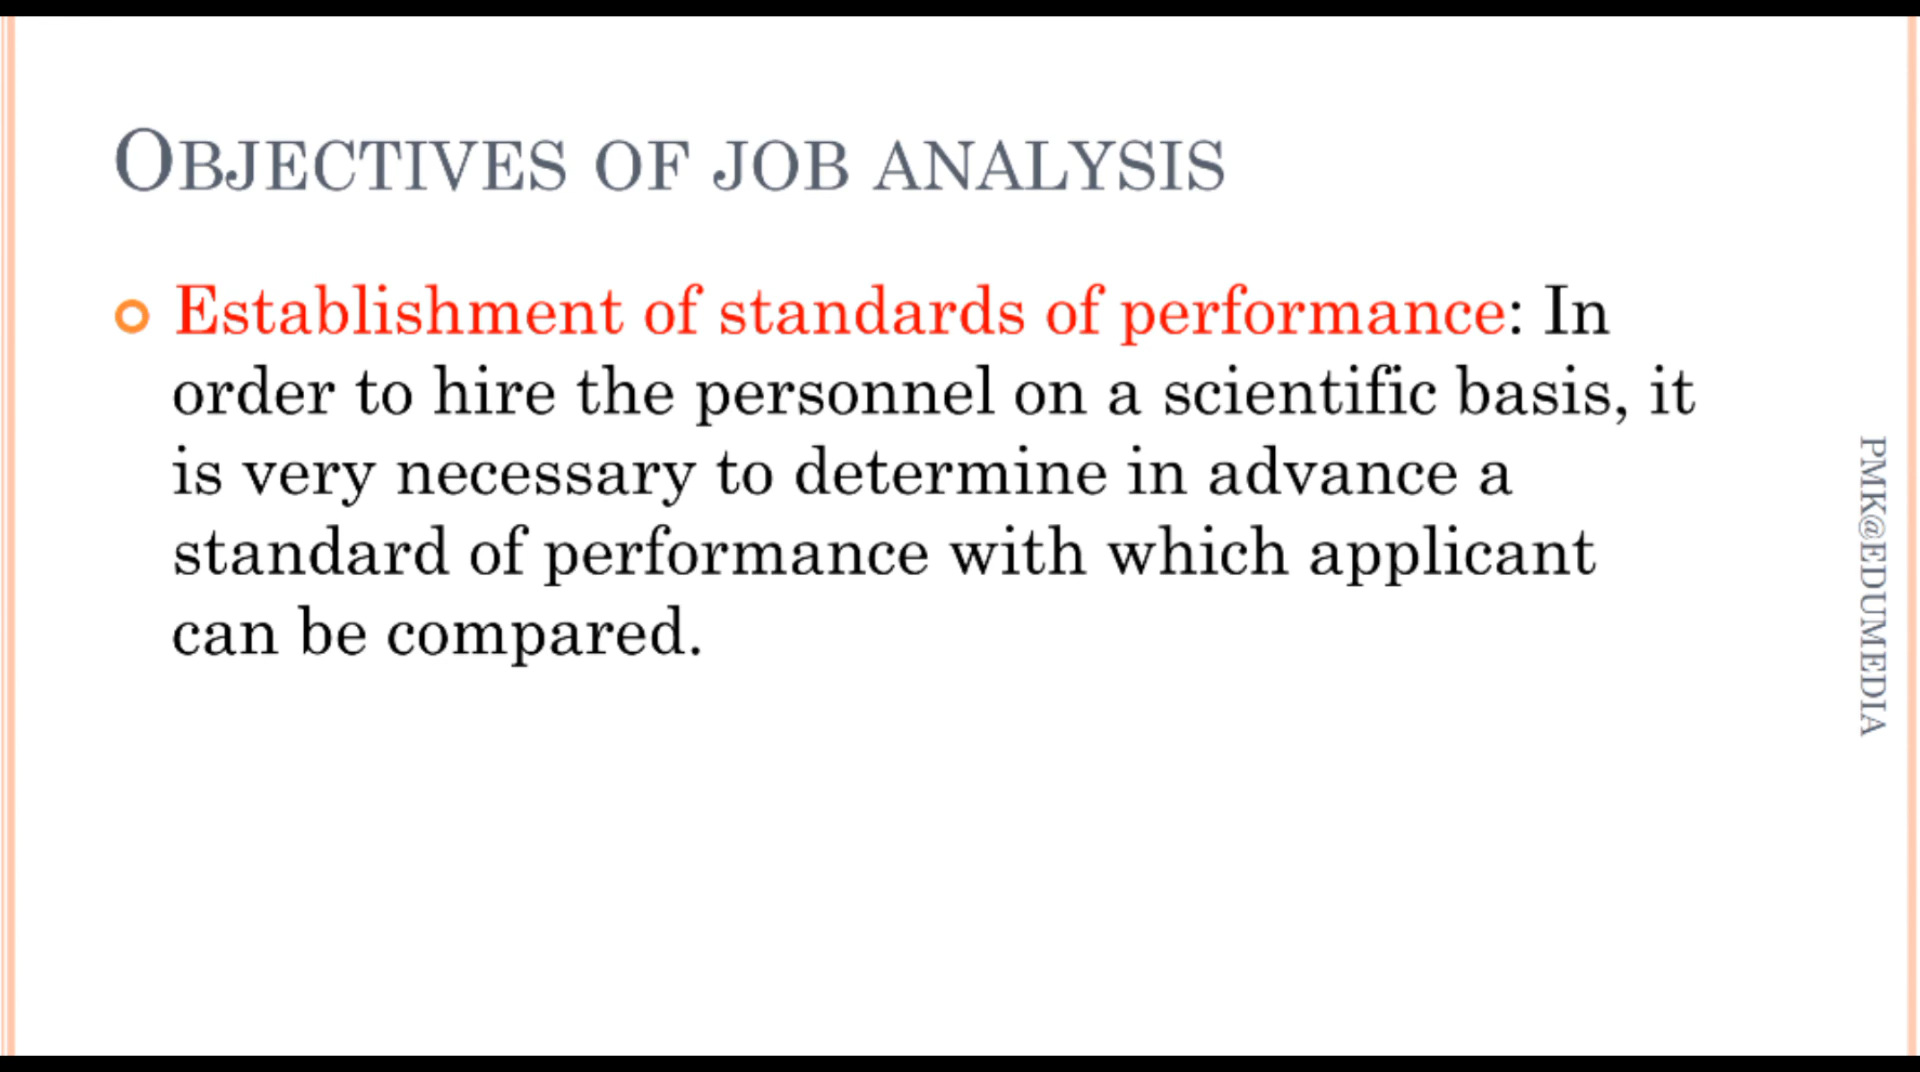 OBJECTIVES OF JOB ANALYSIS
Establishment of standards of performance: In
order to hire the personnel on a scientific basis, it
is very necessary to determine in advance a
standard of performance with which applicant
can be compared.
PMK@EDUMEDIA